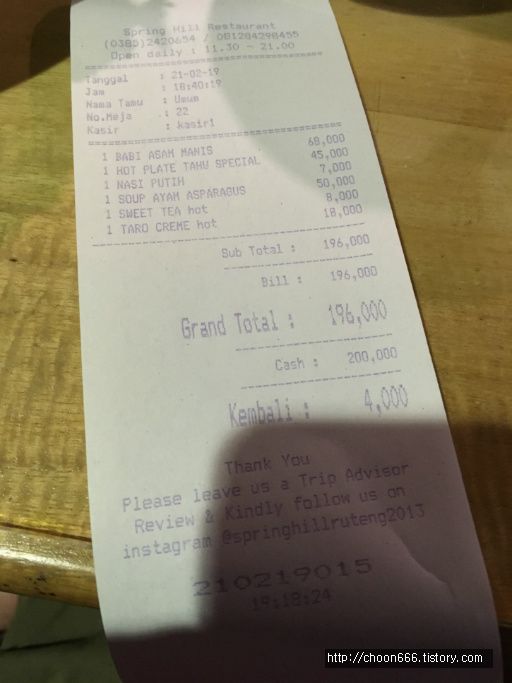 Spring Hill Restaurant
(0385)2420654 / 081284298455
Open daily : 11.30 - 21.00
Tanggal : 21-02-19
Jam : 18:40:19
Nama Tamu : Umum
No.Meja : 22
Kasir : kasir1
1 BABI ASAM MANIS 68,000
1 HOT PLATE TAHU SPECIAL 45,000
1 NASI PUTIH 7,000
1 SOUP AYAM ASPARAGUS 50,000
1 SWEET TEA hot 8,000
1 TARO CREME hot 18,000
Sub Total : 196,000
Bill : 196,000
Grand Total : 196,000
Cash : 200,000
Kembali : 4,000
Thank You
Please leave us a Trip Advisor
Review & Kindly follow us on
instagram @springhillruteng2013
210219015
19:18:24
http://choon666.tistory.com